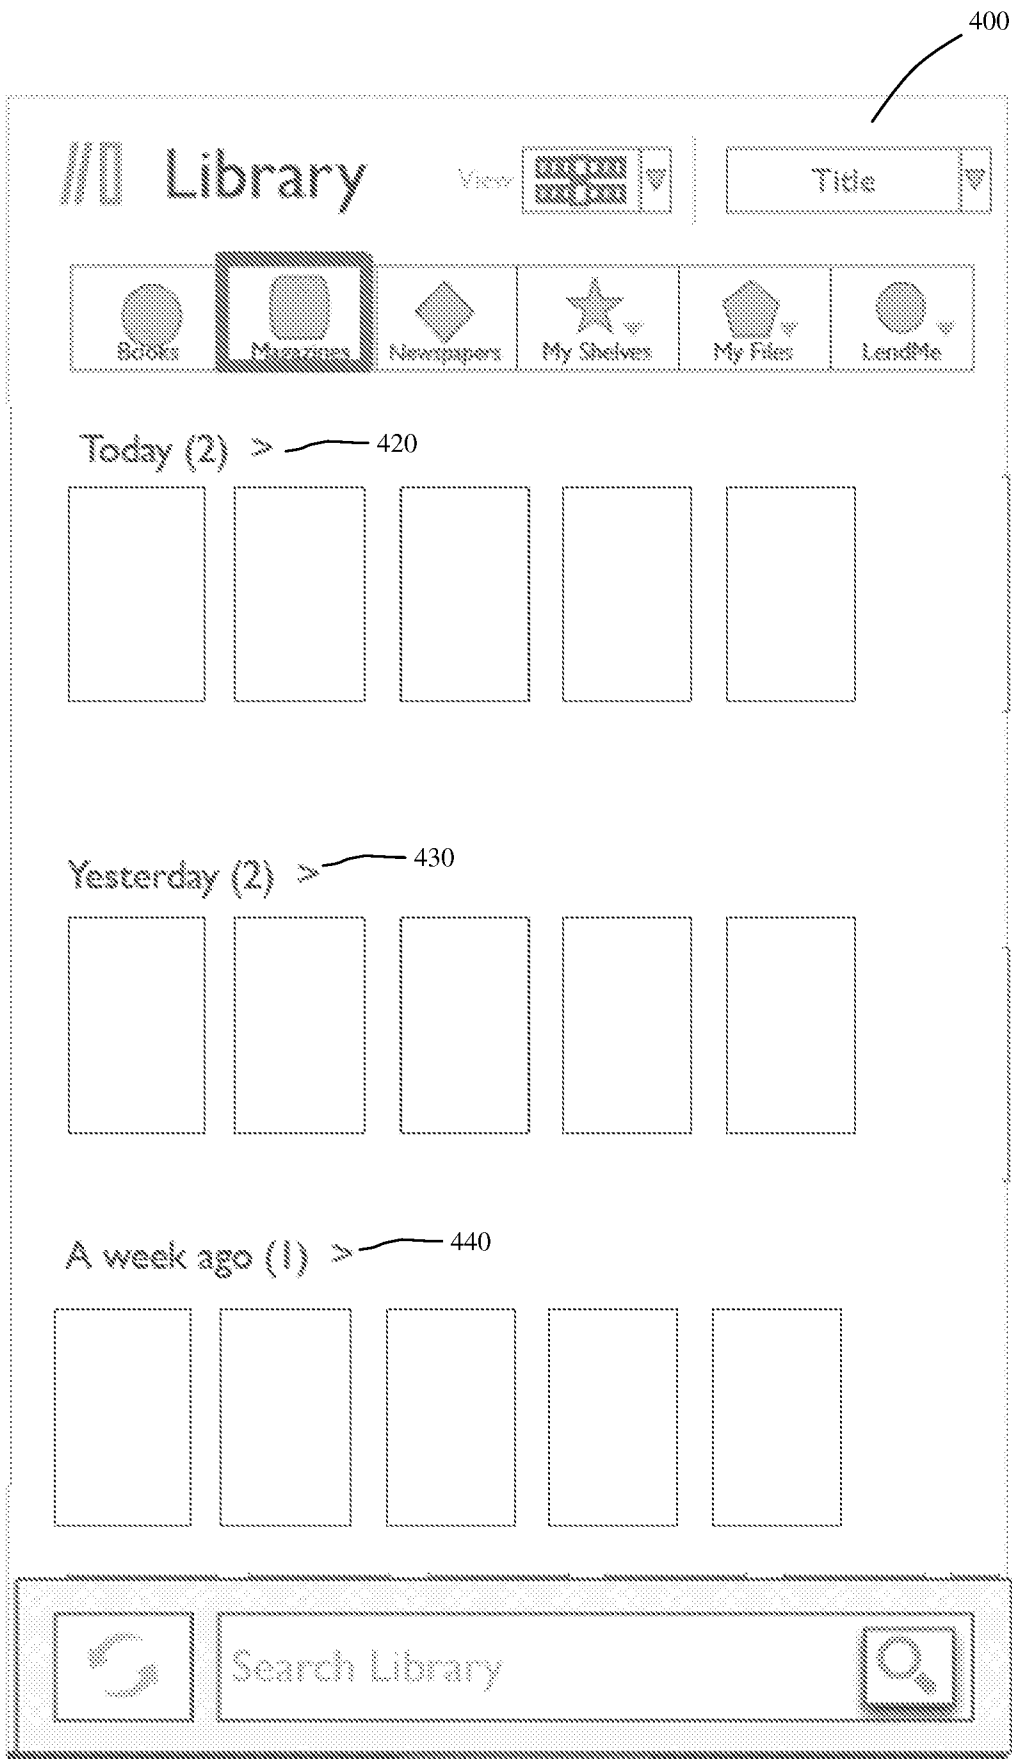 400
Library View Title
Books Magazines Newspapers My Shelves My Files LendMe
Today (2) > 420
Yesterday (2) > 430
A week ago (1) > 440
Search Library